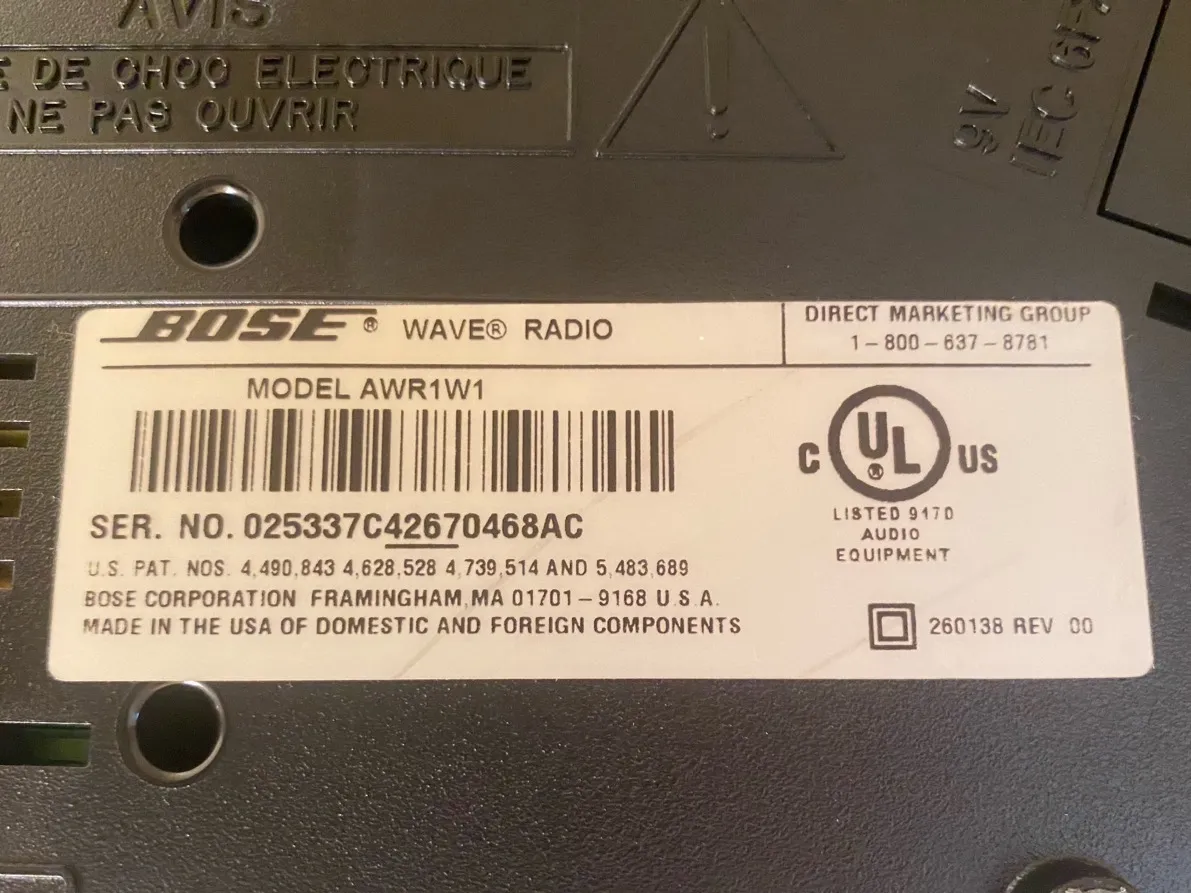 AVIS
DE CHOC ELECTRIQUE
NE PAS OUVRIR
9V
IEC
BOSE® WAVE® RADIO
DIRECT MARKETING GROUP
1-800-637-8781
MODEL AWR1W1
SER. NO. 025337C42670468AC
U.S. PAT. NOS. 4,490,843 4,628,528 4,739,514 AND 5,483,689
BOSE CORPORATION FRAMINGHAM, MA 01701-9168 U.S.A.
MADE IN THE USA OF DOMESTIC AND FOREIGN COMPONENTS
C UL® US
LISTED 9170
AUDIO
EQUIPMENT
260138 REV 00